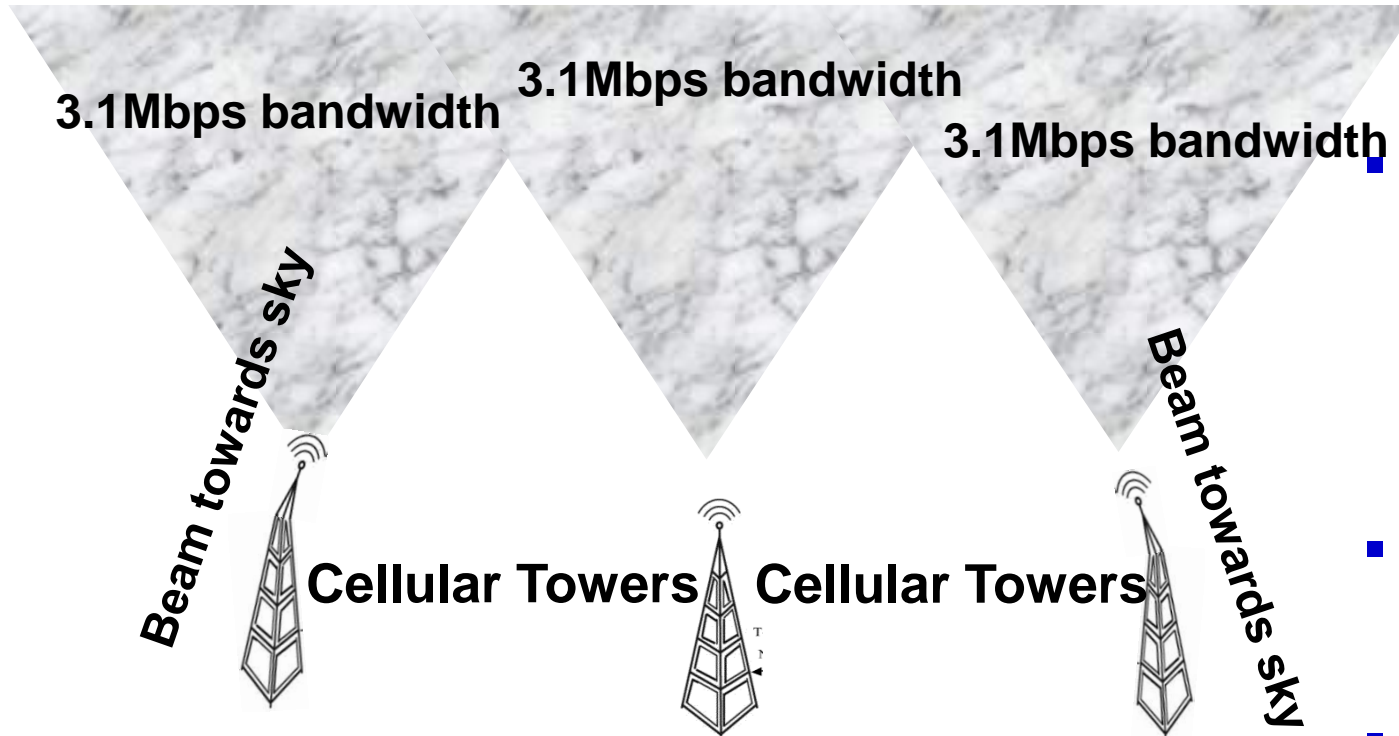 3.1Mbps bandwidth
3.1Mbps bandwidth
3.1Mbps bandwidth
Beam towards sky
Beam towards sky
Cellular Towers
Cellular Towers
T